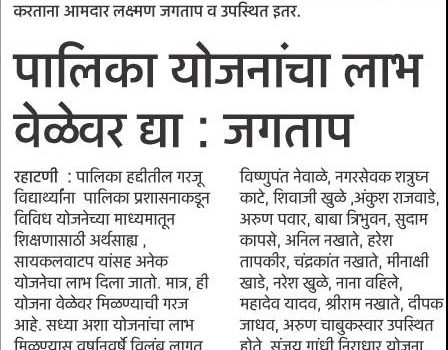 करताना आमदार लक्ष्मण जगताप व उपस्थित इतर.
पालिका योजनांचा लाभ
वेळेवर द्या : जगताप
रहाटणी : पालिका हद्दीतील गरजू
विद्यार्थ्यांना पालिका प्रशासनाकडून
विविध योजनेच्या माध्यमातून
शिक्षणासाठी अर्थसाह्य ,
सायकलवाटप यांसह अनेक
योजनेचा लाभ दिला जातो. मात्र, ही
योजना वेळेवर मिळण्याची गरज
आहे. सध्या अशा योजनांचा लाभ
मिळण्यास वर्षानुवर्षे विलंब लागत
विष्णुपंत नेवाळे, नगरसेवक शत्रुघ्न
काटे, शिवाजी खुळे ,अंकुश राजवाडे,
अरुण पवार, बाबा त्रिभुवन, सुदाम
कापसे, अनिल नखाते, हरेश
तापकीर, चंद्रकांत नखाते, मीनाक्षी
खाडे, नरेश खुळे, नाना वहिले,
महादेव यादव, श्रीराम नखाते, दीपक
जाधव, अरुण चाबुकस्वार उपस्थित
होते. संजय गांधी निराधार योजना